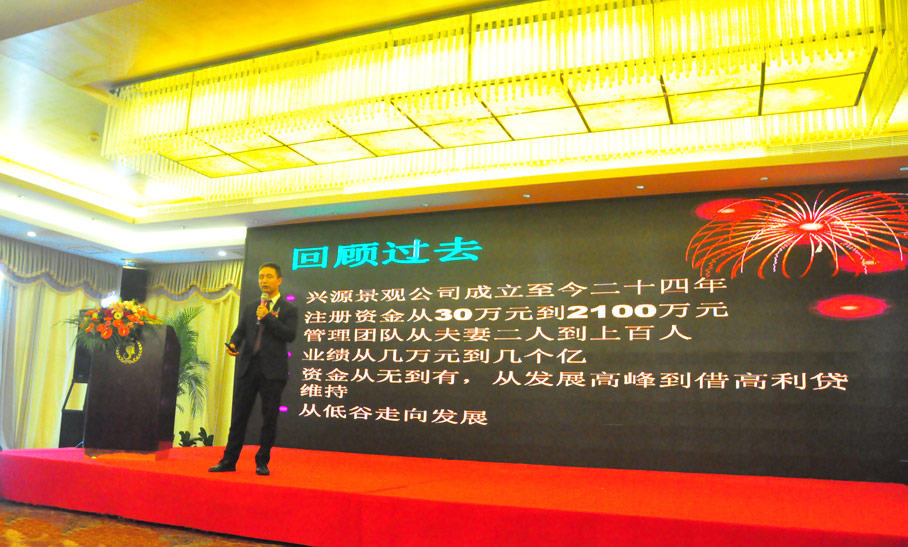 回顾过去
兴源景观公司成立至今二十四年
注册资金从30万元到2100万元
管理团队从夫妻二人到上百人
业绩从几万元到几个亿
资金从无到有，从发展高峰到借高利贷
维持
从低谷走向发展